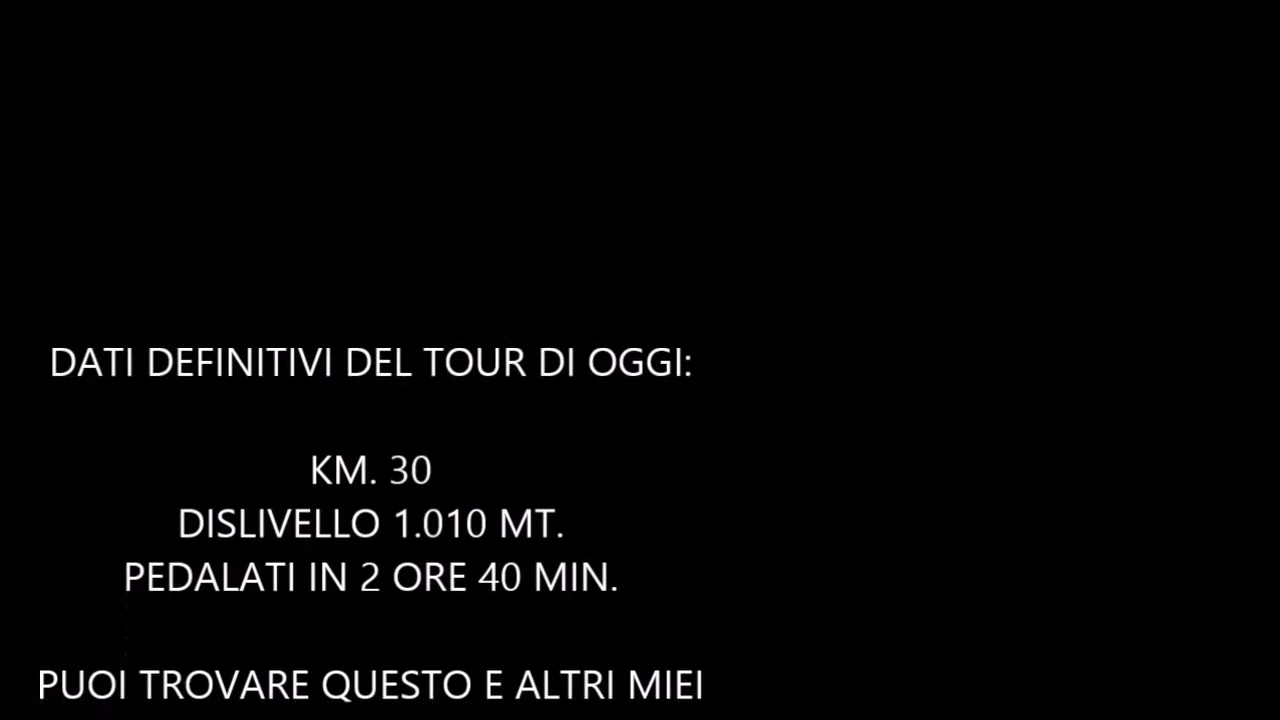 DATI DEFINITIVI DEL TOUR DI OGGI:
KM. 30
DISLIVELLO 1.010 MT.
PEDALATI IN 2 ORE 40 MIN.
PUOI TROVARE QUESTO E ALTRI MIEI